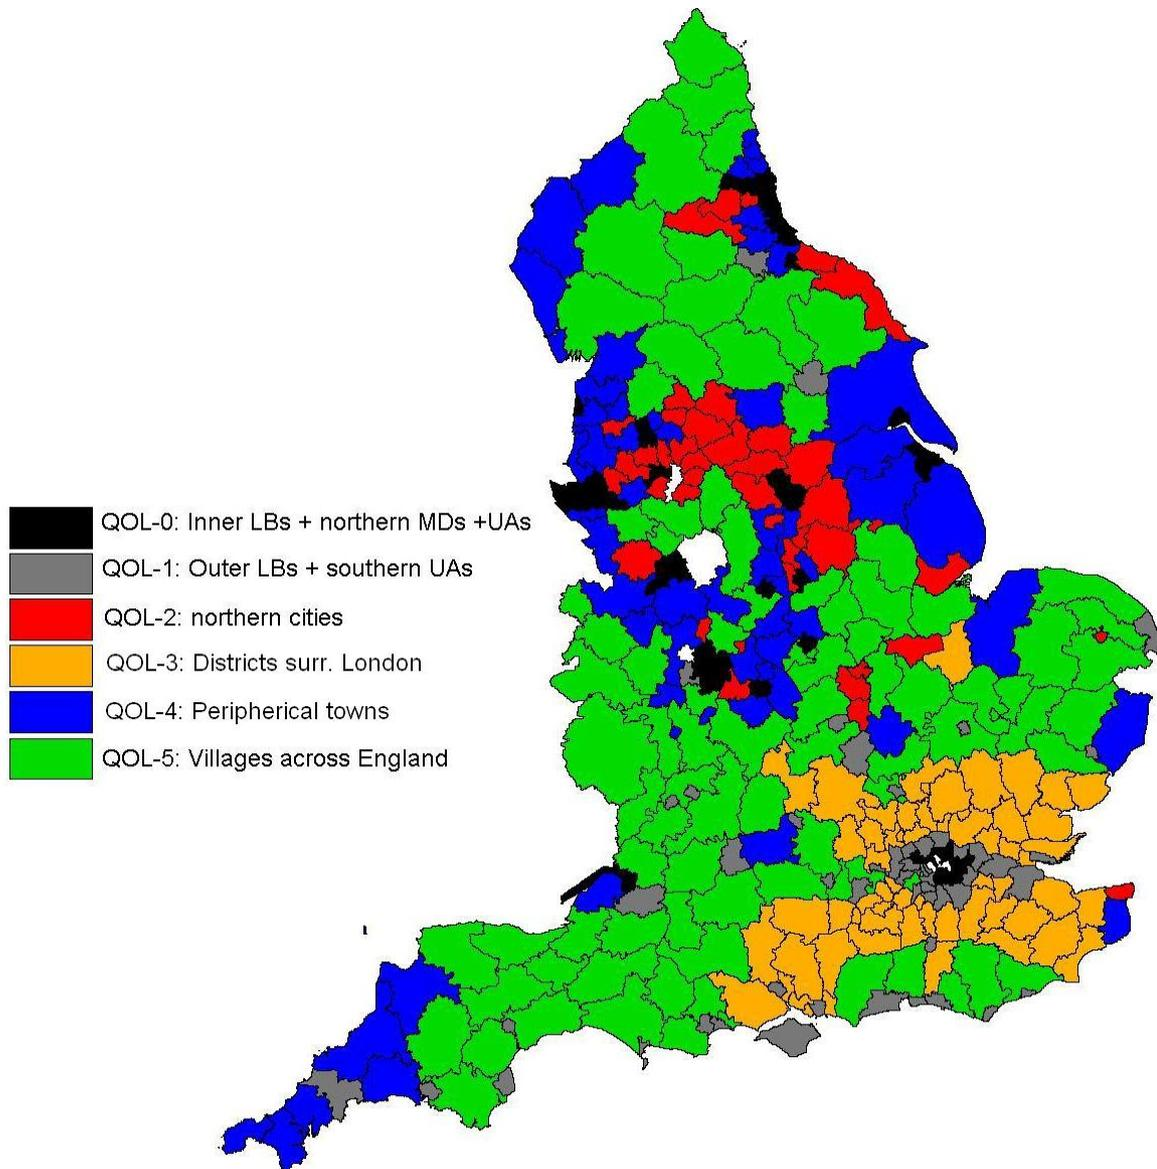 QOL-0: Inner LBs + northern MDs +UAs
QOL-1: Outer LBs + southern UAs
QOL-2: northern cities
QOL-3: Districts surr. London
QOL-4: Peripherical towns
QOL-5: Villages across England